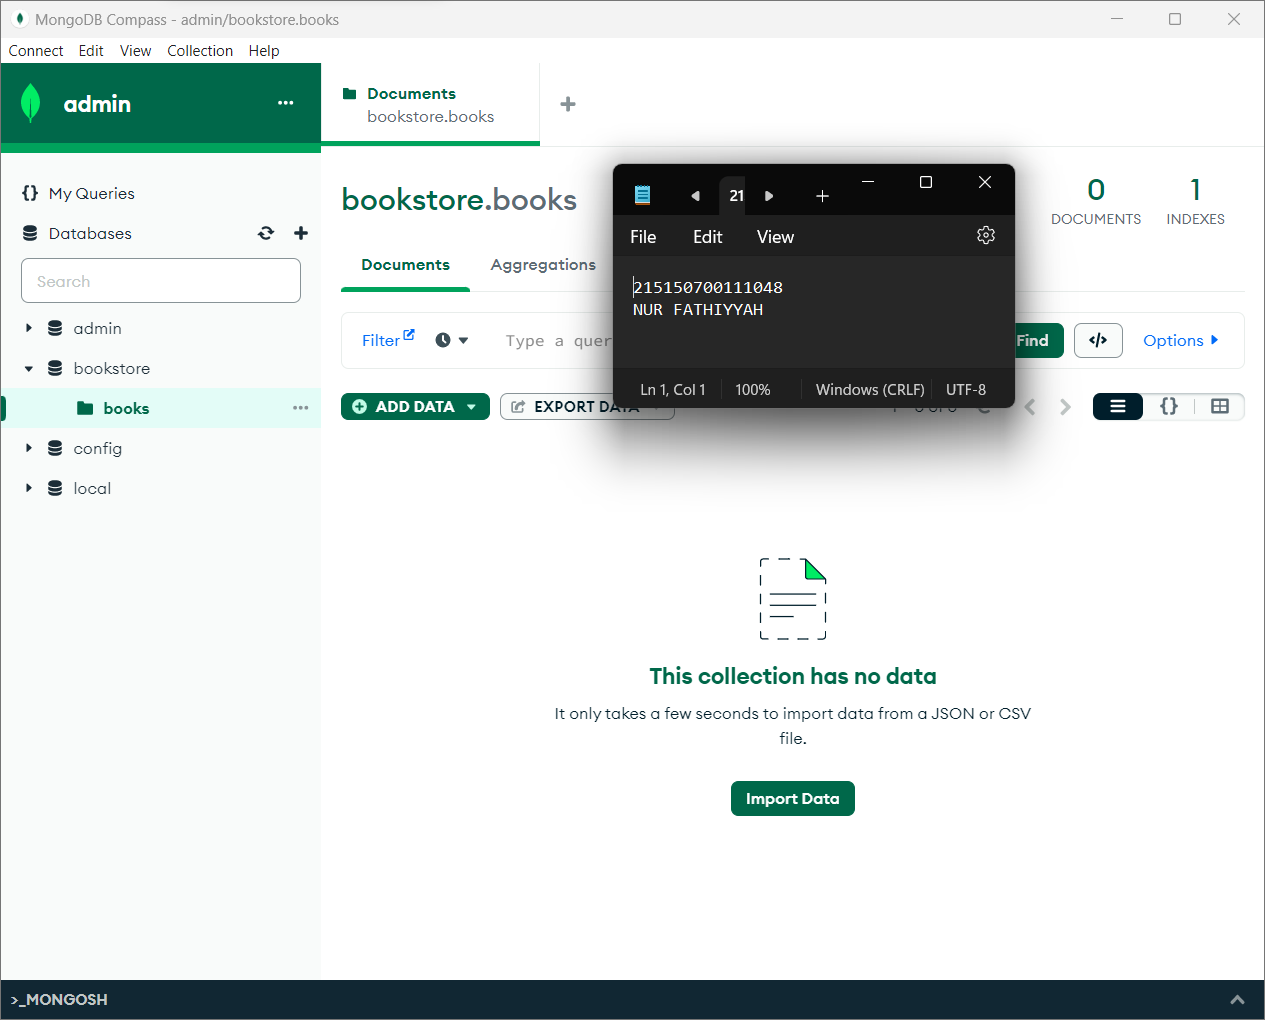 MongoDB Compass - admin/bookstore.books
Connect Edit View Collection Help
admin
Documents
bookstore.books
My Queries
Databases
Search
admin
bookstore
books
config
local
bookstore.books
0
DOCUMENTS
1
INDEXES
Documents
Aggregations
Filter
Type a quer
Find
Options
ADD DATA
EXPORT DATA
21
File Edit View
215150700111048
NUR FATHIYYAH
Ln 1, Col 1 100% Windows (CRLF) UTF-8
This collection has no data
It only takes a few seconds to import data from a JSON or CSV
file.
Import Data
>_MONGOSH